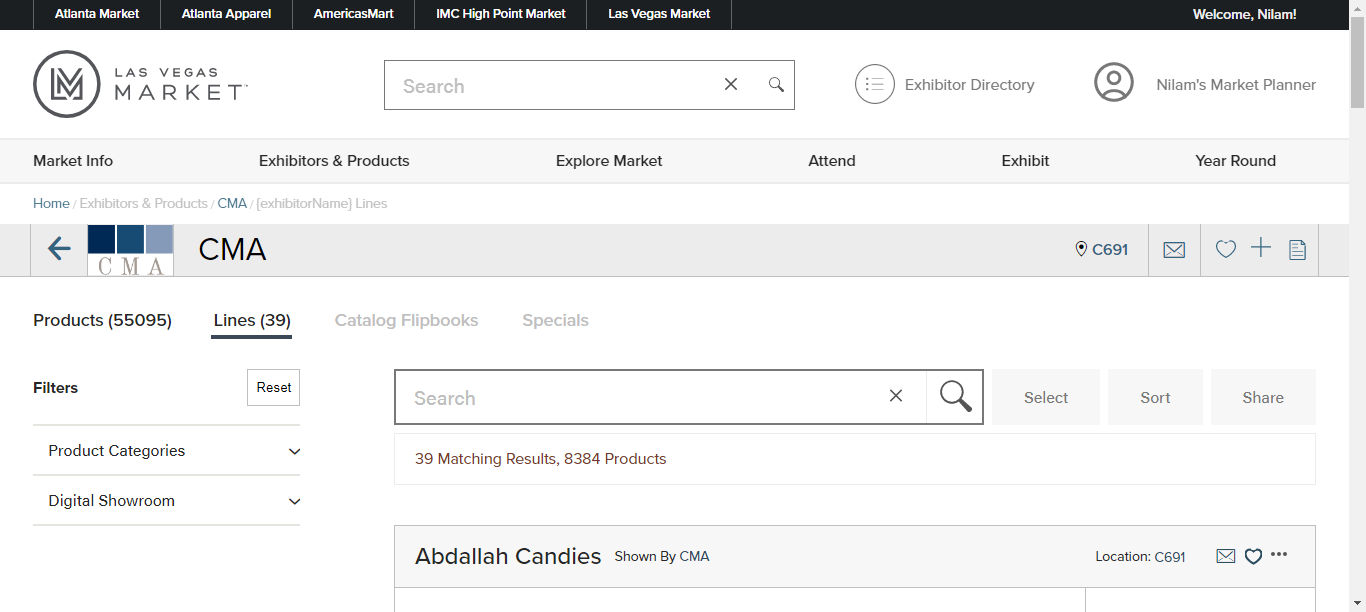 Atlanta Market Atlanta Apparel AmericasMart IMC High Point Market Las Vegas Market Welcome, Nilam!
LAS VEGAS
MARKET
Search
Exhibitor Directory
Nilam's Market Planner
Market Info Exhibitors & Products Explore Market Attend Exhibit Year Round
Home / Exhibitors & Products / CMA / {exhibitorName} Lines
CMA
CMA
C691
Products (55095) Lines (39) Catalog Flipbooks Specials
Filters
Reset
Product Categories
Digital Showroom
Search
Select
Sort
Share
39 Matching Results, 8384 Products
Abdallah Candies Shown By CMA Location: C691